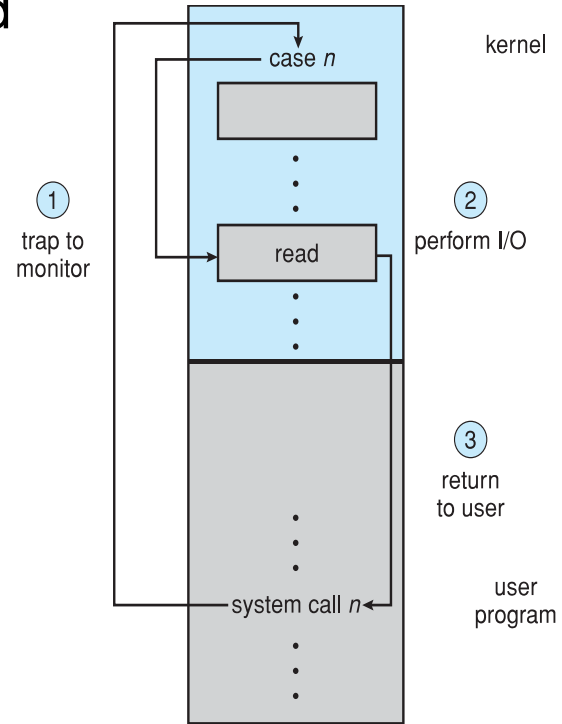 d
kernel
case n
1
trap to
monitor
2
perform I/O
read
3
return
to user
system call n
user
program